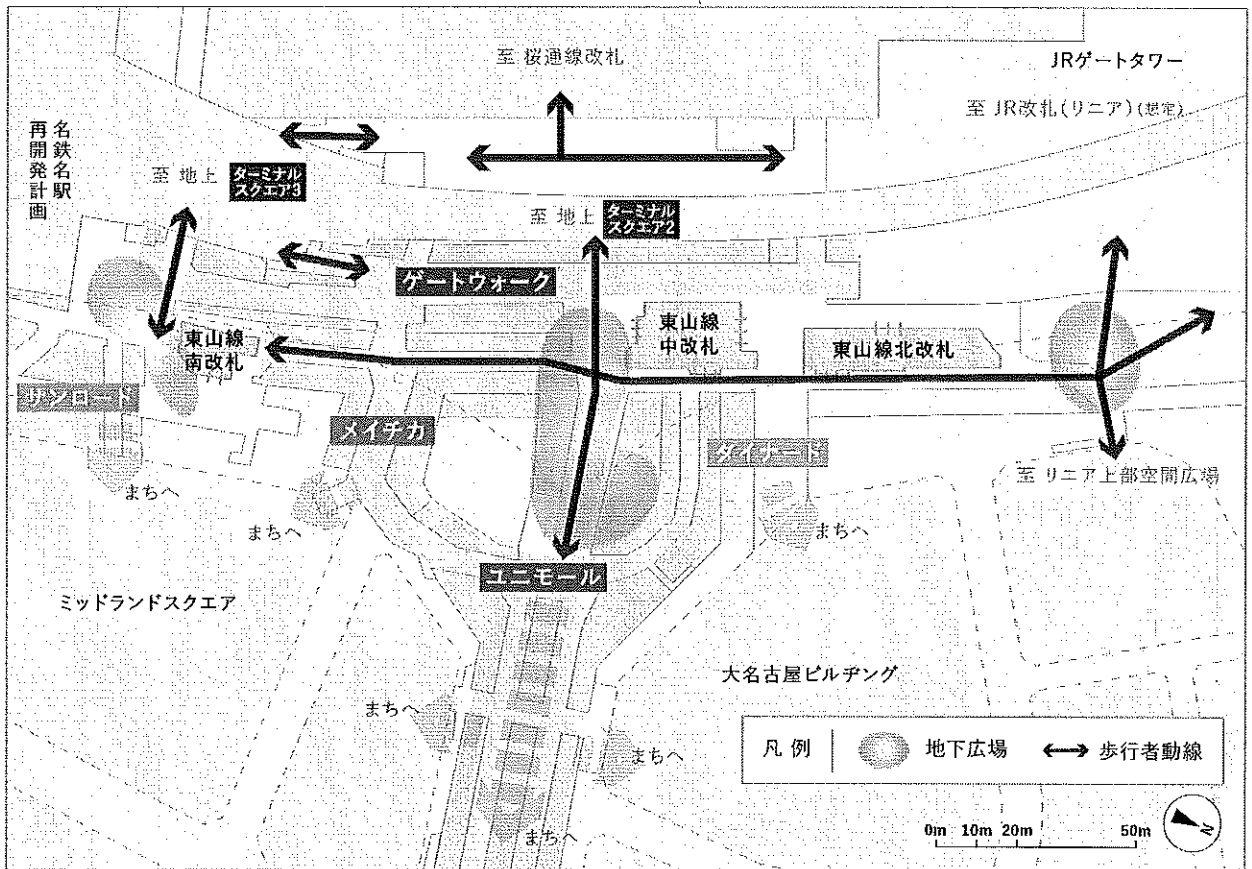 至 桜通線改札
JRゲートタワー
至 JR改札(リニア)(想定)
名鉄名駅
再開発計画
至 地上
ターミナル
スクエア3
至 地上
ターミナル
スクエア2
ゲートウォーク
東山線
南改札
東山線
中改札
東山線北改札
サンロード
メイチカ
ダイナード
まちへ
まちへ
まちへ
至 リニア上部空間広場
ユニモール
ミッドランドスクエア
大名古屋ビルヂング
まちへ
まちへ
まちへ
凡 例
地下広場
歩行者動線
0m 10m 20m 50m
N